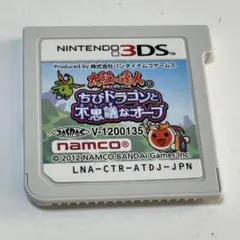 NINTENDO 3DS
Produced by 株式会社バンダイナムコゲームス
太鼓の達人
ちびドラゴンと
不思議なオーブ
V-1200135
namco
© 2012 NAMCO BANDAI Games Inc.
LNA-CTR-ATDJ-JPN